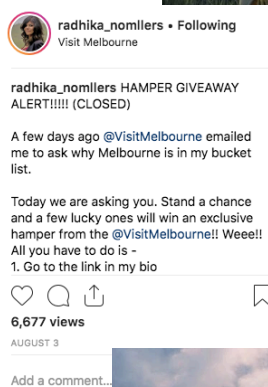 radhika_nomllers • Following
Visit Melbourne
radhika_nomllers HAMPER GIVEAWAY
ALERT!!!!! (CLOSED)
A few days ago @VisitMelbourne emailed
me to ask why Melbourne is in my bucket
list.
Today we are asking you. Stand a chance
and a few lucky ones will win an exclusive
hamper from the @VisitMelbourne!! Weee!!
All you have to do is -
1. Go to the link in my bio
6,677 views
AUGUST 3
Add a comment...